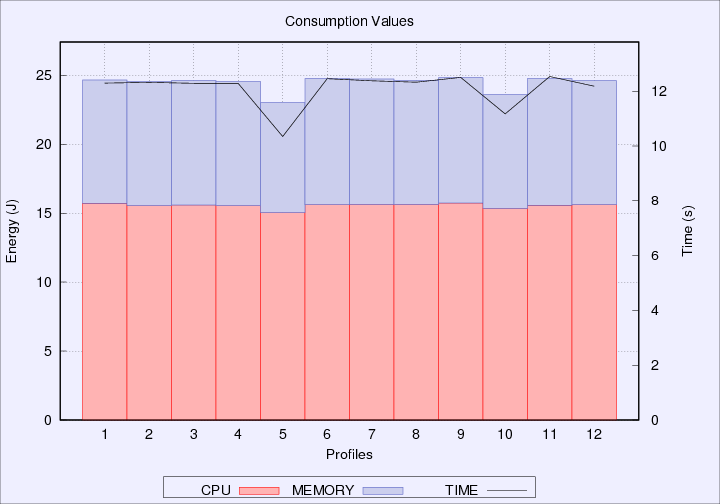 Consumption Values
25
20
15
10
5
0
Energy (J)
12
10
8
6
4
2
0
Time (s)
1 2 3 4 5 6 7 8 9 10 11 12
Profiles
CPU MEMORY TIME